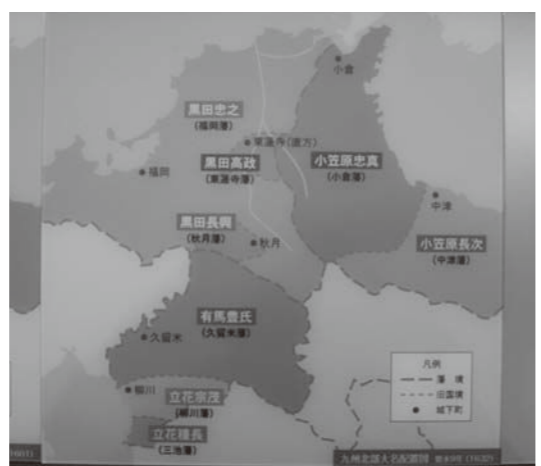 小倉
黒田忠之
(福岡藩)
東蓮寺(直方)
黒田高政
(東蓮寺藩)
小笠原忠真
(小倉藩)
福岡
中津
黒田長興
(秋月藩)
秋月
小笠原長次
(中津藩)
有馬豊氏
(久留米藩)
久留米
凡例
藩境
旧国境
城下町
柳川
立花宗茂
(柳川藩)
立花種長
(三池藩)
九州北部大名配置図 寛永9年(1632)